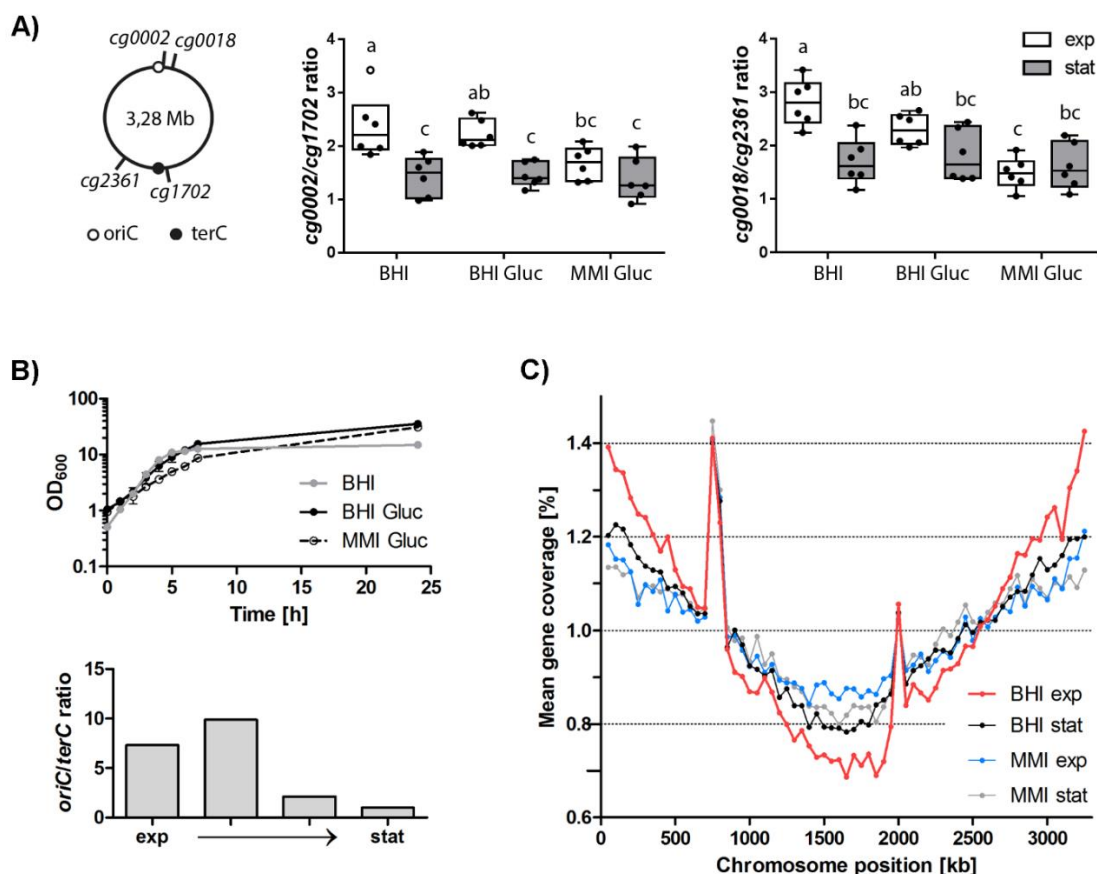 A)
cg0002
cg0018
3,28 Mb
cg2361
cg1702
oriC
terC
cg0002/cg1702 ratio
4
3
2
1
0
a
c
ab
c
bc
c
BHI
BHI Gluc
MMI Gluc
cg0018/cg2361 ratio
4
3
2
1
0
a
bc
ab
bc
c
bc
exp
stat
BHI
BHI Gluc
MMI Gluc
B)
OD600
100
10
1
0.1
BHI
BHI Gluc
MMI Gluc
0
5
10
15
20
25
Time [h]
oriC/terC ratio
15
10
5
0
exp
stat
C)
Mean gene coverage [%]
1.4
1.2
1.0
0.8
0.6
BHI exp
BHI stat
MMI exp
MMI stat
0
500
1000
1500
2000
2500
3000
Chromosome position [kb]